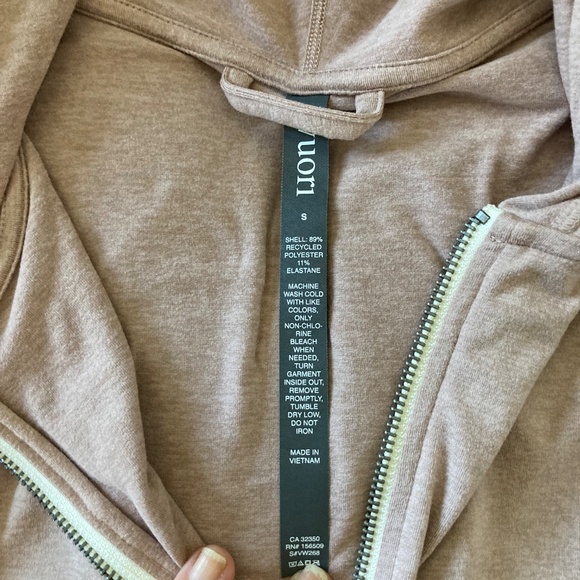 uori
S
SHELL: 89%
RECYCLED
POLYESTER
11%
ELASTANE
MACHINE
WASH COLD
WITH LIKE
COLORS,
ONLY
NON-CHLO-
RINE
BLEACH
WHEN
NEEDED,
TURN
GARMENT
INSIDE OUT,
REMOVE
PROMPTLY,
TUMBLE
DRY LOW,
DO NOT
IRON
MADE IN
VIETNAM
CA 32350
RN# 156509
S#VW268